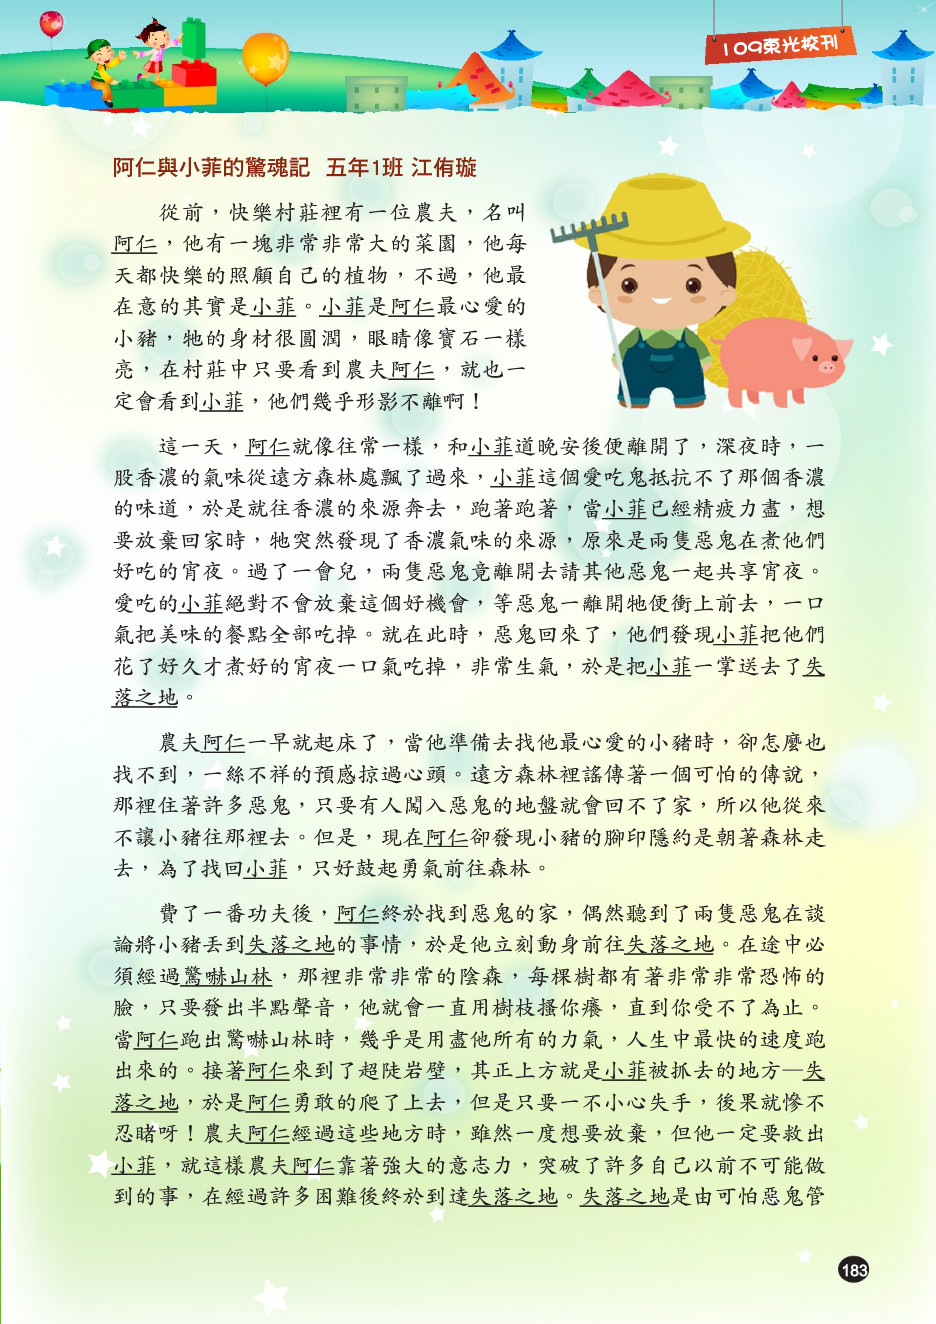 109東光校刊
阿仁與小菲的驚魂記 五年1班 江侑璇
從前，快樂村莊裡有一位農夫，名叫
阿仁，他有一塊非常非常大的菜園，他每
天都快樂的照顧自己的植物，不過，他最
在意的其實是小菲。小菲是阿仁最心愛的
小豬，牠的身材很圓潤，眼睛像寶石一樣
亮，在村莊中只要看到農夫阿仁，就也一
定會看到小菲，他們幾乎形影不離啊！
這一天，阿仁就像往常一樣，和小菲道晚安後便離開了，深夜時，一
股香濃的氣味從遠方森林處飄了過來，小菲這個愛吃鬼抵抗不了那個香濃
的味道，於是就往香濃的來源奔去，跑著跑著，當小菲已經精疲力盡，想
要放棄回家時，牠突然發現了香濃氣味的來源，原來是兩隻惡鬼在煮他們
好吃的宵夜。過了一會兒，兩隻惡鬼竟離開去請其他惡鬼一起共享宵夜。
愛吃的小菲絕對不會放棄這個好機會，等惡鬼一離開牠便衝上前去，一口
氣把美味的餐點全部吃掉。就在此時，惡鬼回來了，他們發現小菲把他們
花了好久才煮好的宵夜一口氣吃掉，非常生氣，於是把小菲一掌送去了失
落之地。
農夫阿仁一早就起床了，當他準備去找他最心愛的小豬時，卻怎麼也
找不到，一絲不祥的預感掠過心頭。遠方森林裡謠傳著一個可怕的傳說，
那裡住著許多惡鬼，只要有人闖入惡鬼的地盤就會回不了家，所以他從來
不讓小豬往那裡去。但是，現在阿仁卻發現小豬的腳印隱約是朝著森林走
去，為了找回小菲，只好鼓起勇氣前往森林。
費了一番功夫後，阿仁終於找到惡鬼的家，偶然聽到了兩隻惡鬼在談
論將小豬丟到失落之地的事情，於是他立刻動身前往失落之地。在途中必
須經過驚嚇山林，那裡非常非常的陰森，每棵樹都有著非常非常恐怖的
臉，只要發出半點聲音，他就會一直用樹枝搔你癢，直到你受不了為止。
當阿仁跑出驚嚇山林時，幾乎是用盡他所有的力氣，人生中最快的速度跑
出來的。接著阿仁來到了超陡岩壁，其正上方就是小菲被抓去的地方─失
落之地，於是阿仁勇敢的爬了上去，但是只要一不小心失手，後果就慘不
忍睹呀！農夫阿仁經過這些地方時，雖然一度想要放棄，但他一定要救出
小菲，就這樣農夫阿仁靠著強大的意志力，突破了許多自己以前不可能做
到的事，在經過許多困難後終於到達失落之地。失落之地是由可怕惡鬼管
183